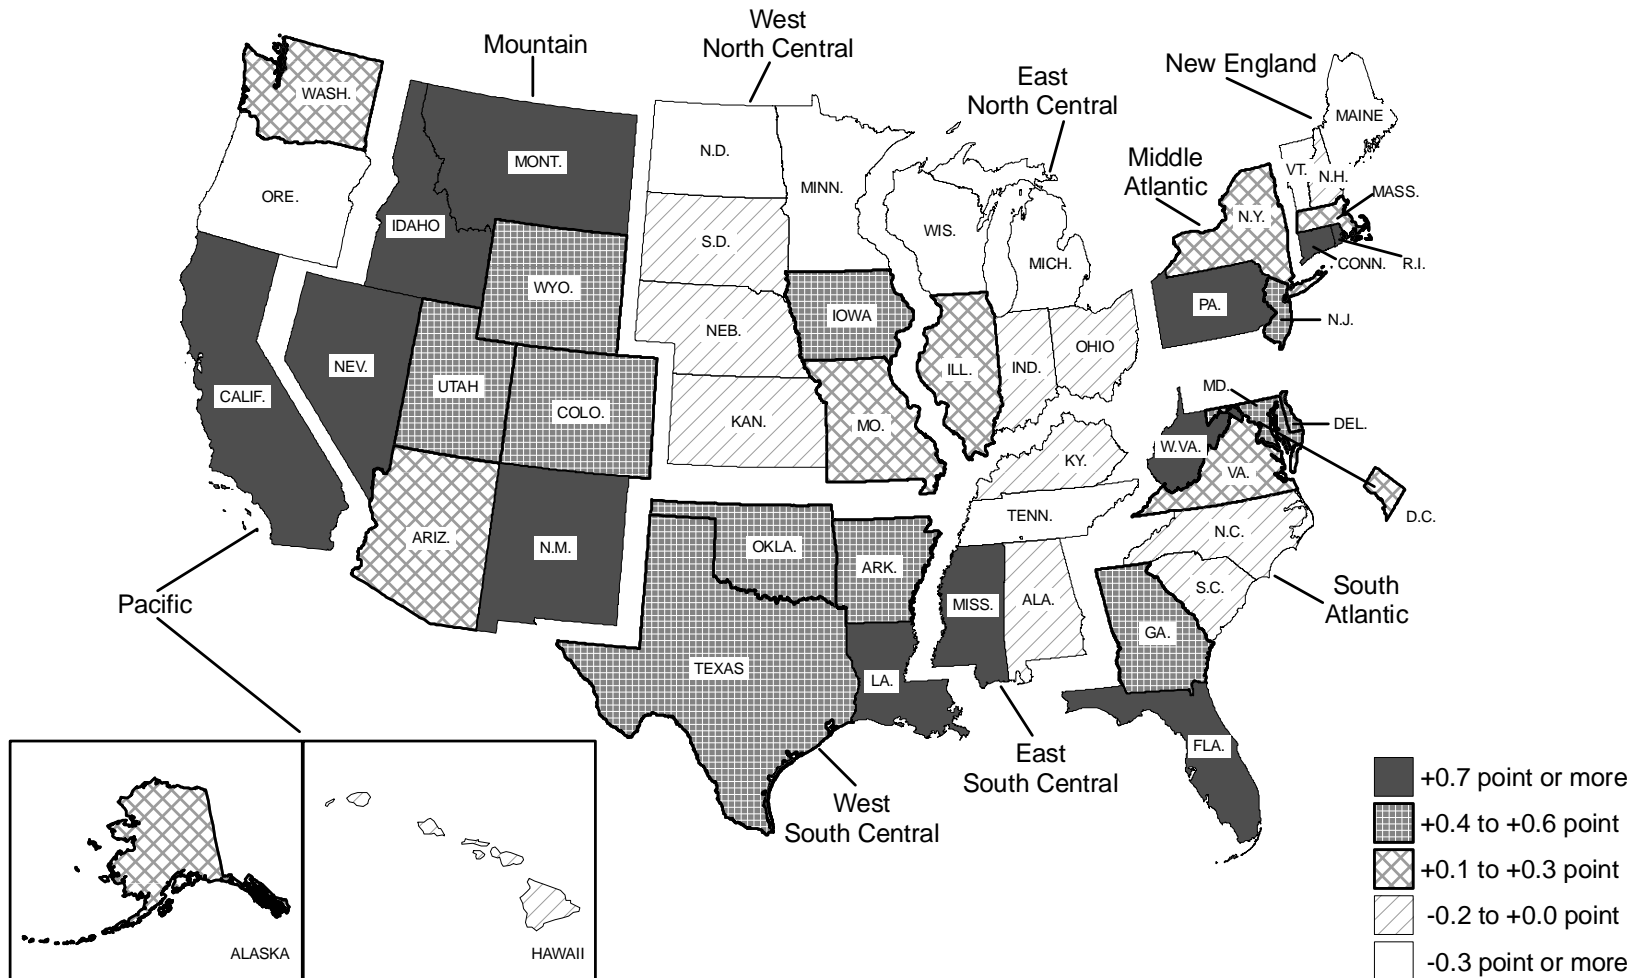 West
North Central
Mountain
East
North Central
New England
Middle
Atlantic
WASH.
MONT.
N.D.
MINN.
MAINE
VT.
N.H.
MASS.
ORE.
IDAHO
S.D.
WIS.
N.Y.
MICH.
CONN.
R.I.
WYO.
NEB.
IOWA
PA.
N.J.
NEV.
UTAH
ILL.
IND.
OHIO
CALIF.
COLO.
KAN.
MO.
MD.
DEL.
W.VA.
KY.
VA.
D.C.
TENN.
ARIZ.
N.M.
OKLA.
ARK.
N.C.
S.C.
South
Atlantic
Pacific
MISS.
ALA.
GA.
TEXAS
LA.
FLA.
East
South Central
West
South Central
ALASKA
HAWAII
+0.7 point or more
+0.4 to +0.6 point
+0.1 to +0.3 point
-0.2 to +0.0 point
-0.3 point or more